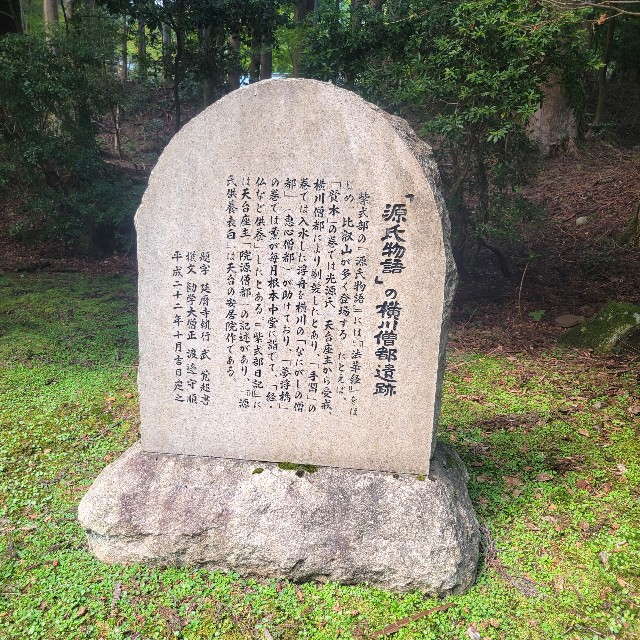 「源氏物語」の横川僧都遺跡
紫式部の『源氏物語』には、『法華経』をは
じめ、比叡山が多く登場する。たとえば、
「賢木」の巻では光源氏が天台座主から受戒、
横川僧都により剃髪したとあり、「手習」の
巻では入水した浮舟を横川の「なにがしの僧
都」（恵心僧都）が助けており、「夢浮橋」
の巻では薫が毎月根本中堂に詣でて、「経・
仏など供養」したとある。『紫式部日記』に
は天台座主「院源僧都」の記述があり、『源
氏供養表白』は天台の安居院作である。
題字 延暦寺執行 武 覚超書
撰文 勧学大僧正 渡邊守順
平成二十二年十月吉日建之